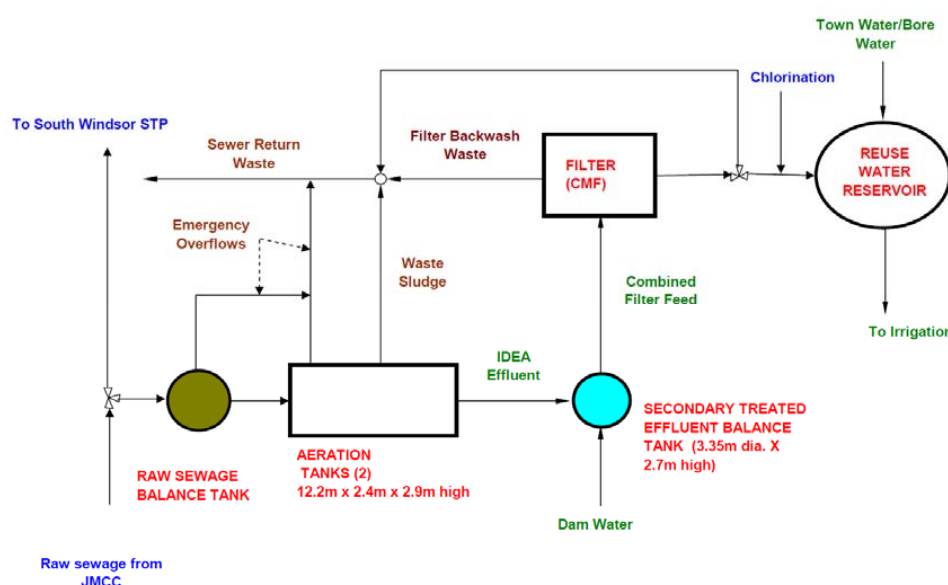 Town Water/Bore
Water
Chlorination
To South Windsor STP
Sewer Return
Waste
Filter Backwash
Waste
FILTER
(CMF)
REUSE
WATER
RESERVOIR
Emergency
Overflows
Waste
Sludge
Combined
Filter Feed
To Irrigation
IDEA
Effluent
RAW SEWAGE
BALANCE TANK
AERATION
TANKS (2)
12.2m x 2.4m x 2.9m high
SECONDARY TREATED
EFFLUENT BALANCE
TANK (3.35m dia. X
2.7m high)
Dam Water
Raw sewage from
JMCC